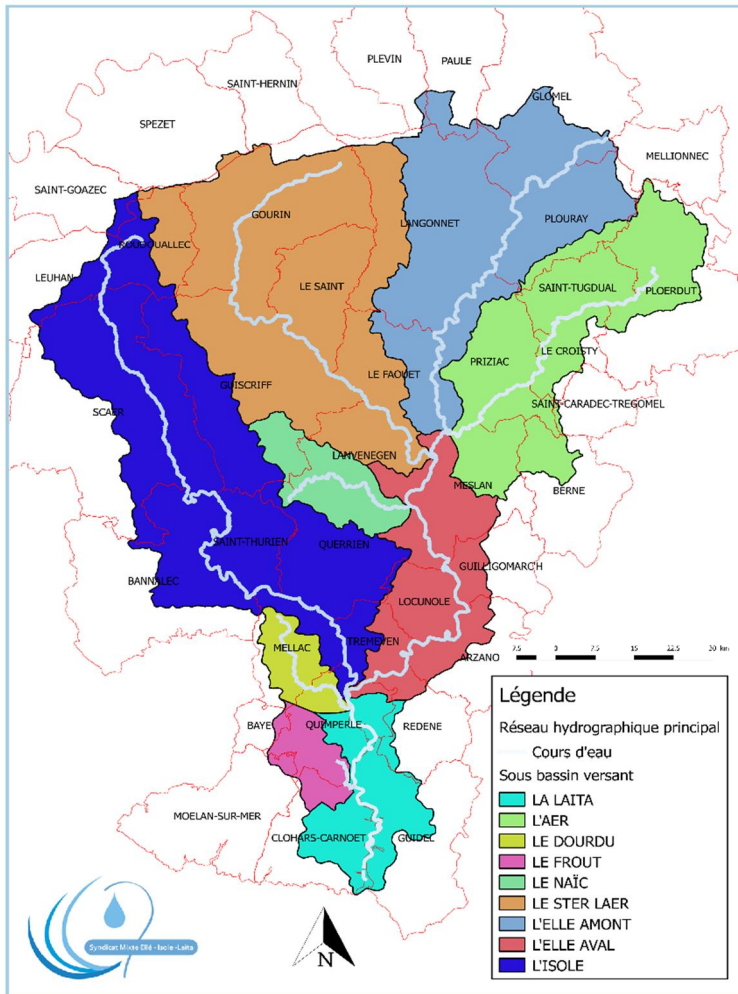 PLEVIN
PAULE
SAINT-HERNIN
GLOMEL
SPEZET
MELLIONNEC
SAINT-GOAZEC
GOURIN
LANGONNET
PLOURAY
ROUDOUALLEC
LEUHAN
LE SAINT
SAINT-TUGDUAL
PLOERDUT
LE CROISTY
PRIZIAC
LE FAOUET
GUISCRIFF
SAINT-CARADEC-TREGOMEL
SCAER
LANVENEGEN
MESLAN
BERNE
SAINT-THURIEN
QUERRIEN
GUILLIGOMARC'H
BANNALEC
LOCUNOLE
TREMEVEN
MELLAC
ARZANO
7.5 0 7.5 15 22.5 30 km
BAYE
QUIMPERLE
REDENE
MOELAN-SUR-MER
CLOHARS-CARNOET
GUIDEL
Légende
Réseau hydrographique principal
Cours d'eau
Sous bassin versant
LA LAITA
L'AER
LE DOURDU
LE FROUT
LE NAÏC
LE STER LAER
L'ELLE AMONT
L'ELLE AVAL
L'ISOLE
Syndicat Mixte Ellé - Isole - Laïta
N